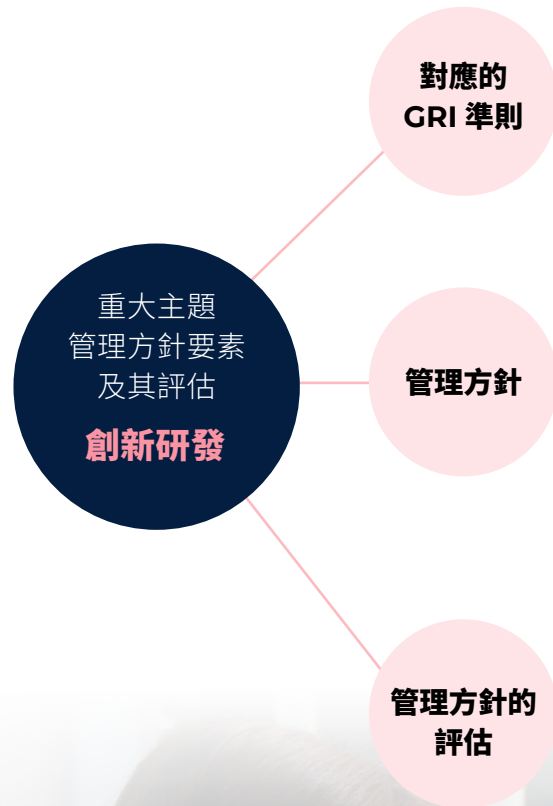 對應的
GRI 準則
重大主題
管理方針要素
及其評估
創新研發
管理方針
管理方針的
評估